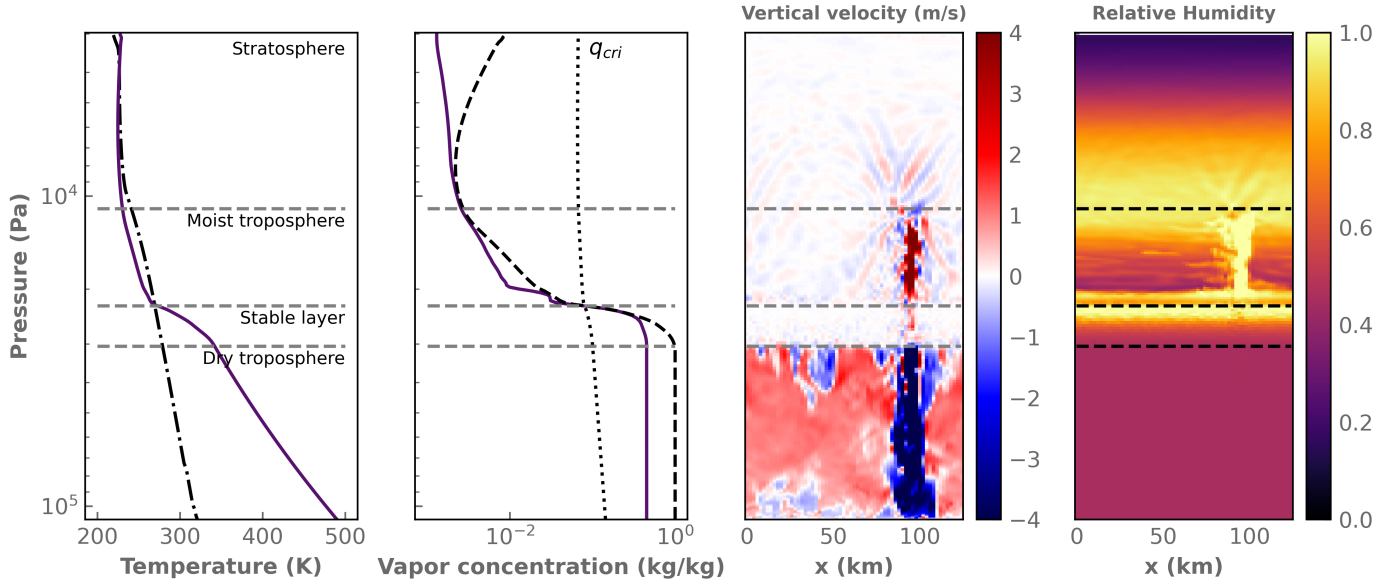 Vertical velocity (m/s)
Relative Humidity
Stratosphere
Moist troposphere
Stable layer
Dry troposphere
q_cri
Pressure (Pa)
10^4
10^5
200 300 400 500
Temperature (K)
10^-2 10^0
Vapor concentration (kg/kg)
0 50 100
x (km)
4
3
2
1
0
−1
−2
−3
−4
0 50 100
x (km)
1.0
0.8
0.6
0.4
0.2
0.0